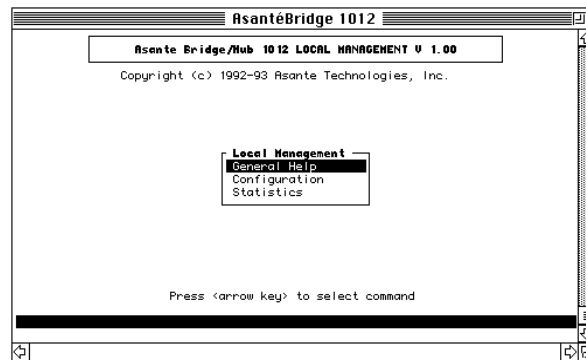 AsantéBridge 1012
Asante Bridge/Hub 1012 LOCAL MANAGEMENT V 1.00
Copyright (c) 1992-93 Asante Technologies, Inc.
Local Management
General Help
Configuration
Statistics
Press <arrow key> to select command